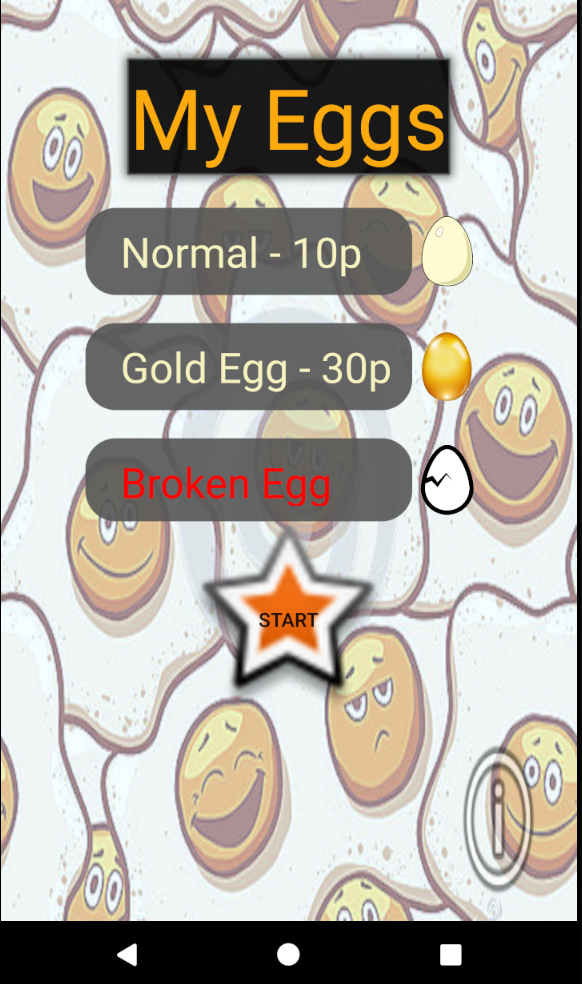 My Eggs
Normal - 10p
Gold Egg - 30p
Broken Egg
START
i